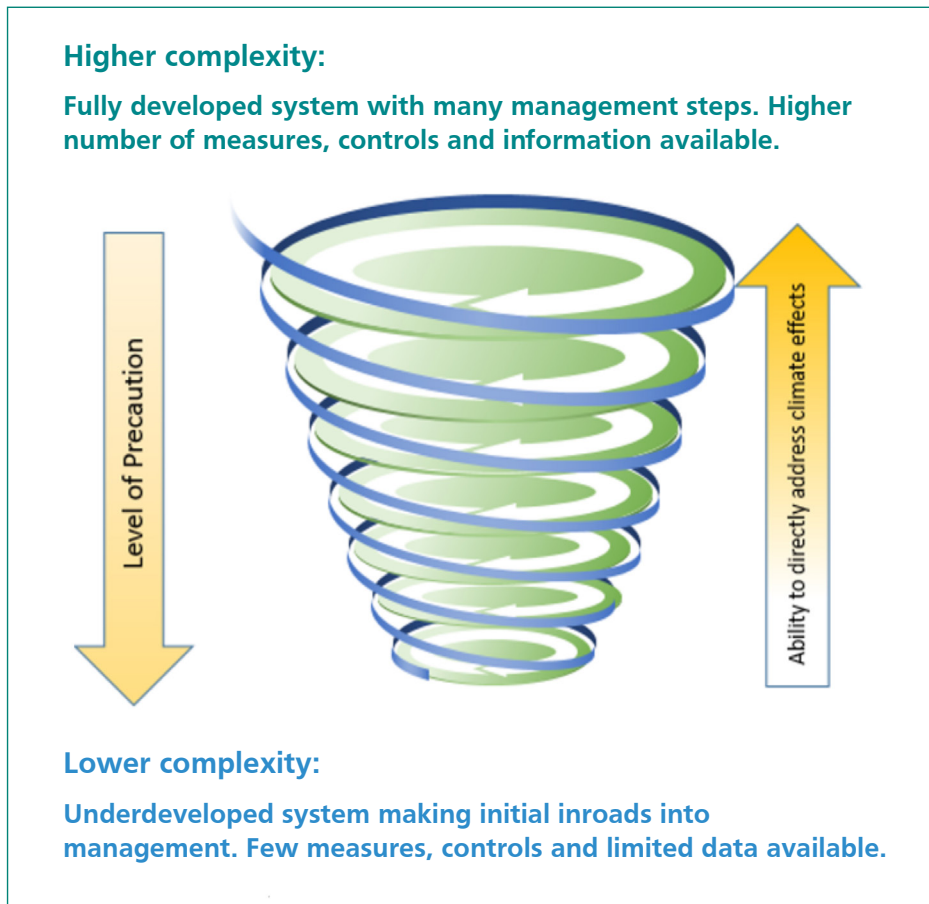 Higher complexity:
Fully developed system with many management steps. Higher
number of measures, controls and information available.
Level of Precaution
Ability to directly address climate effects
Lower complexity:
Underdeveloped system making initial inroads into
management. Few measures, controls and limited data available.